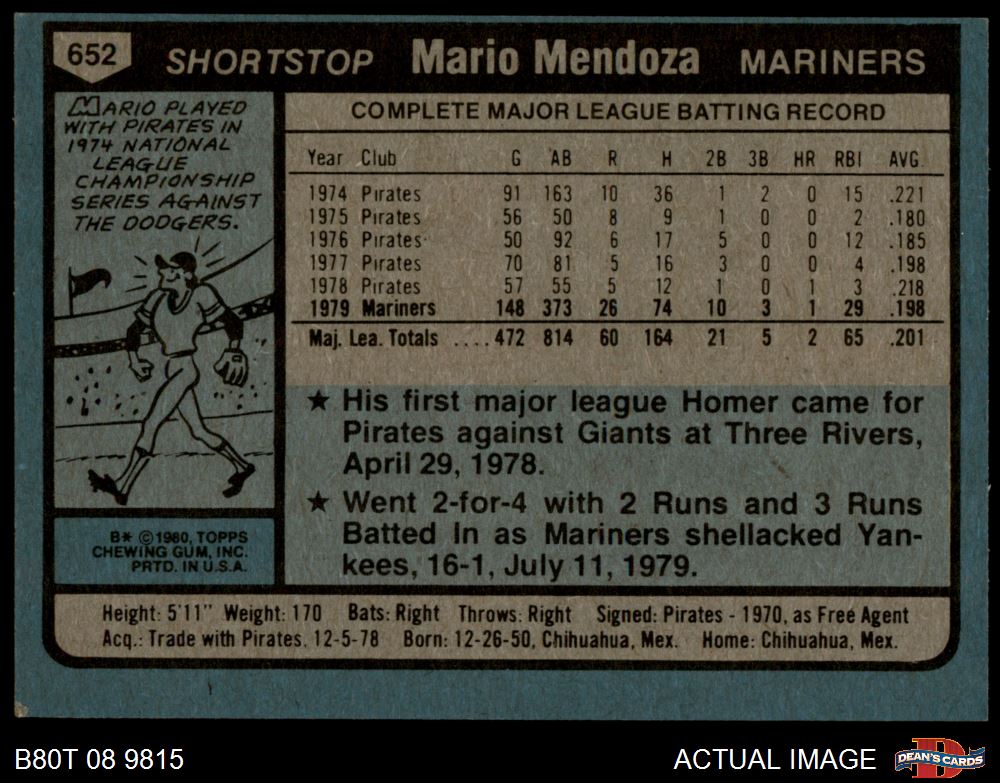 652 SHORTSTOP Mario Mendoza MARINERS
MARIO PLAYED
WITH PIRATES IN
1974 NATIONAL
LEAGUE
CHAMPIONSHIP
SERIES AGAINST
THE DODGERS.
COMPLETE MAJOR LEAGUE BATTING RECORD
Year Club G AB R H 2B 3B HR RBI AVG.
1974 Pirates 91 163 10 36 1 2 0 15 .221
1975 Pirates 56 50 8 9 1 0 0 2 .180
1976 Pirates 50 92 6 17 5 0 0 12 .185
1977 Pirates 70 81 5 16 3 0 0 4 .198
1978 Pirates 57 55 5 12 1 0 1 3 .218
1979 Mariners 148 373 26 74 10 3 1 29 .198
Maj. Lea. Totals ....472 814 60 164 21 5 2 65 .201
★ His first major league Homer came for
Pirates against Giants at Three Rivers,
April 29, 1978.
★ Went 2-for-4 with 2 Runs and 3 Runs
Batted In as Mariners shellacked Yan-
kees, 16-1, July 11, 1979.
B* ©1980, TOPPS
CHEWING GUM, INC.
PRTD. IN U.S.A.
Height: 5'11" Weight: 170 Bats: Right Throws: Right Signed: Pirates - 1970, as Free Agent
Acq.: Trade with Pirates, 12-5-78 Born: 12-26-50, Chihuahua, Mex. Home: Chihuahua, Mex.
B80T 08 9815 ACTUAL IMAGE DEAN'S CARDS